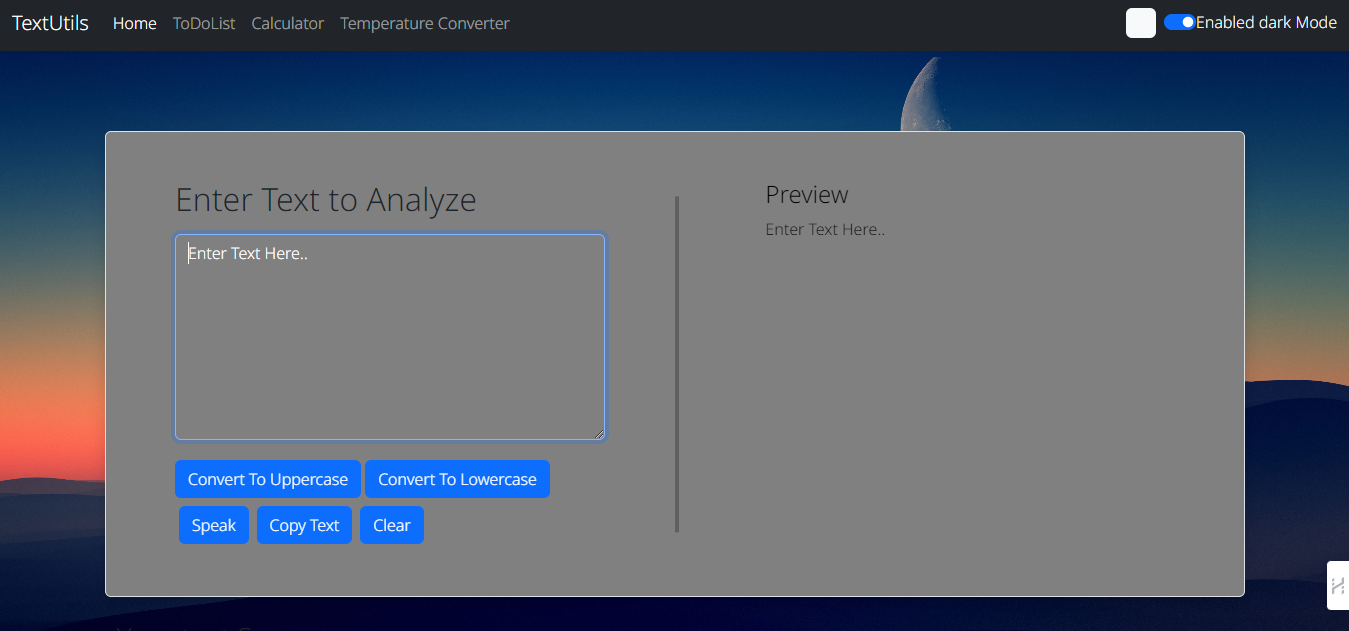 TextUtils Home ToDoList Calculator Temperature Converter Enabled dark Mode
Enter Text to Analyze
Enter Text Here..
Convert To Uppercase Convert To Lowercase
Speak Copy Text Clear
Preview
Enter Text Here..